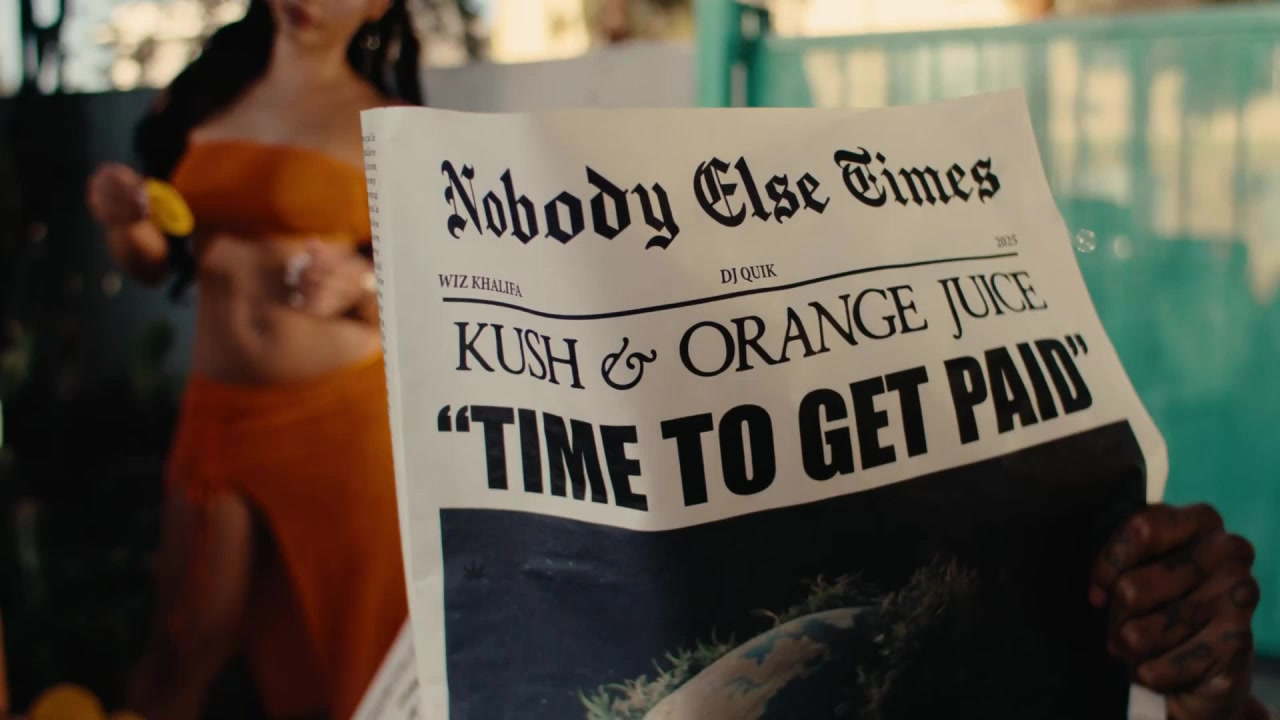 Nobody Else Times
2025
WIZ KHALIFA
DJ QUIK
KUSH & ORANGE JUICE
“TIME TO GET PAID”